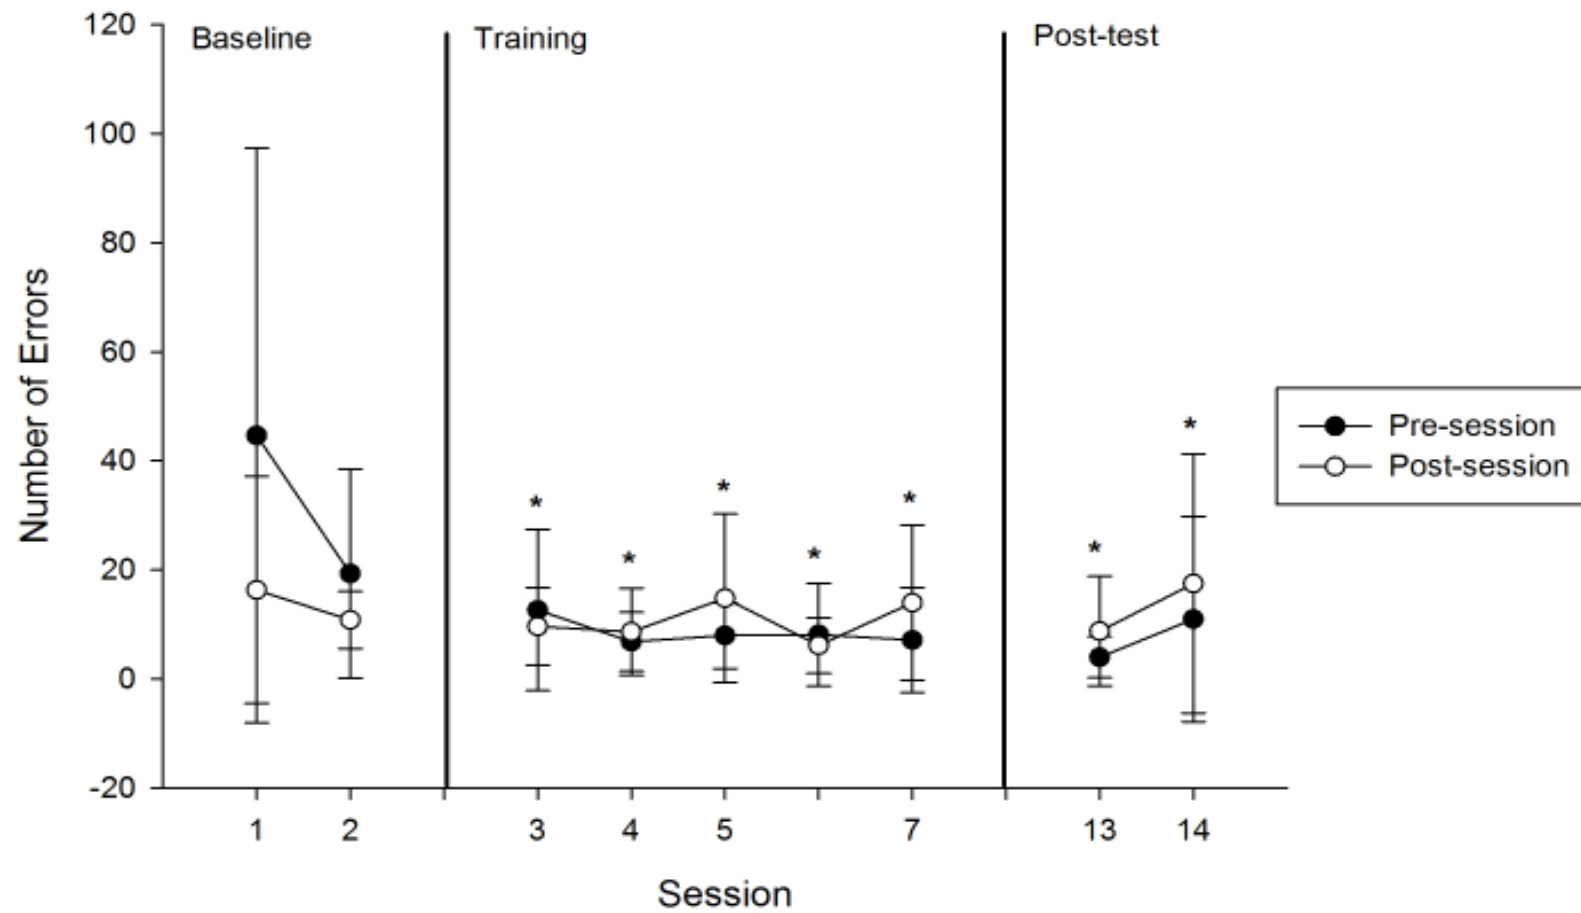 Baseline
Training
Post-test
120
100
80
60
40
20
0
-20
Number of Errors
*
*
*
*
*
*
*
Pre-session
Post-session
1 2 3 4 5 7 13 14
Session